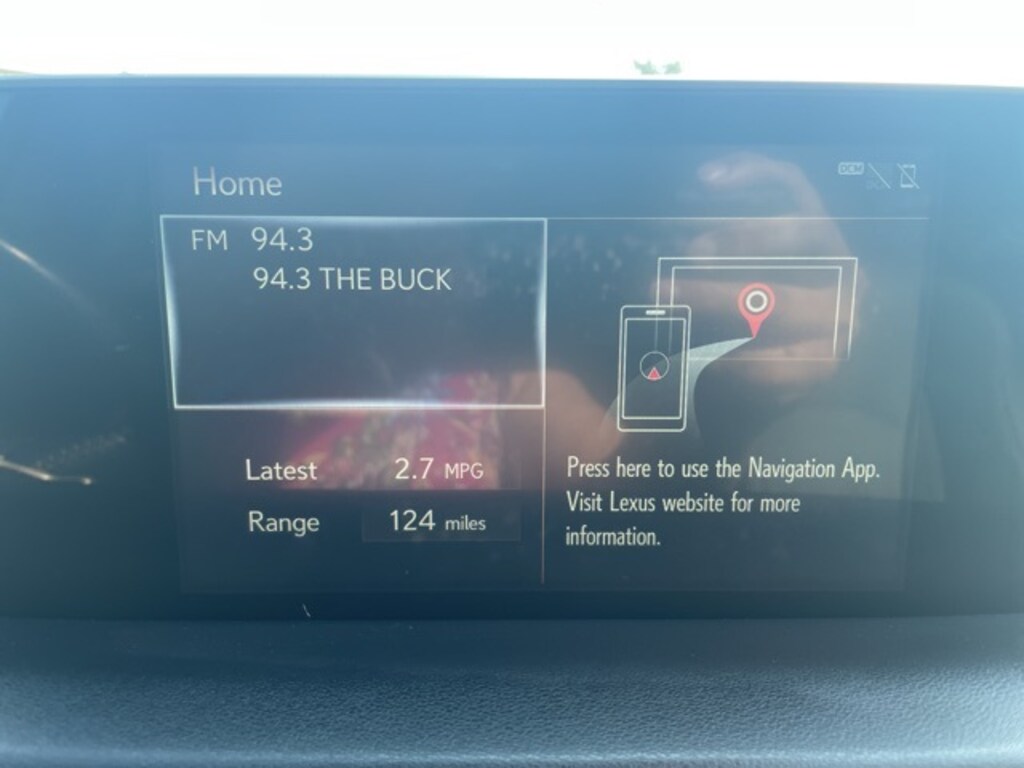 Home
DCM
FM 94.3
94.3 THE BUCK
Latest 2.7 MPG
Range 124 miles
Press here to use the Navigation App.
Visit Lexus website for more
information.